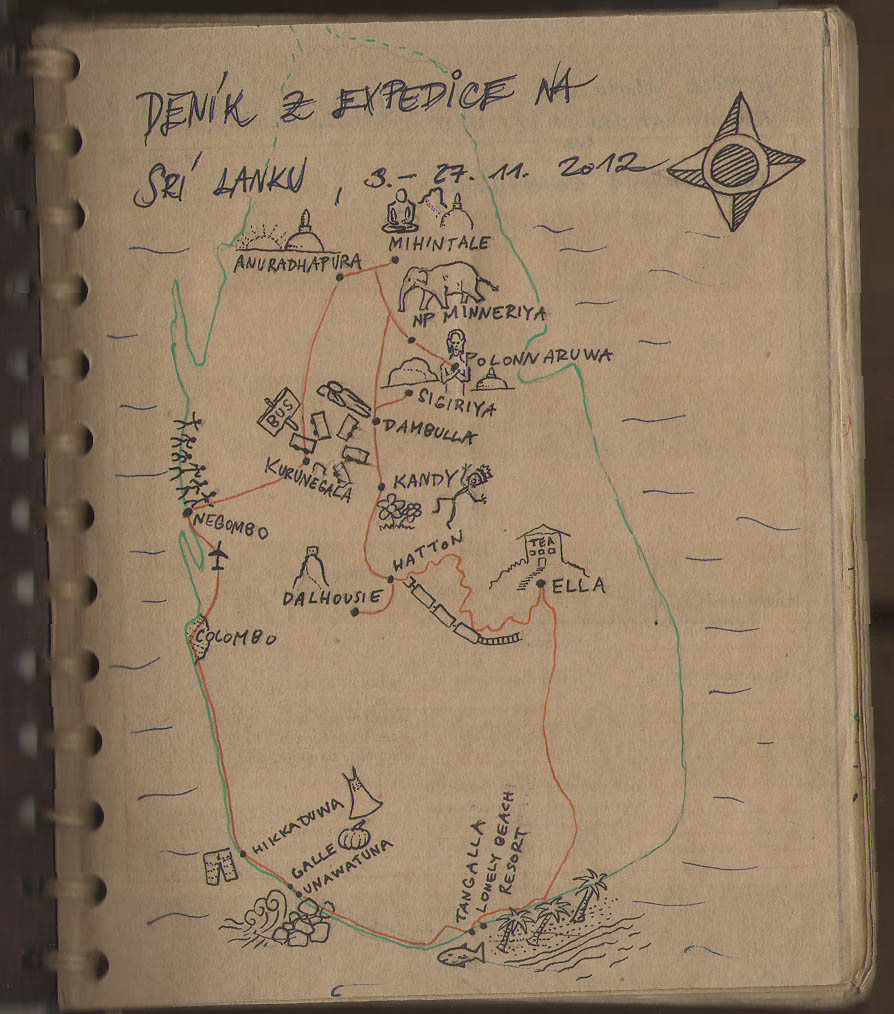 DENÍK Z EXPEDICE NA
SRÍ LANKU, 3. - 27. 11. 2012
MIHINTALE
ANURADHAPURA
NP MINNERIYA
POLONNARUWA
SIGIRIYA
BUS
DAMBULLA
KURUNEGALA
KANDY
NEGOMBO
HATTON
TEA
DALHOUSIE
ELLA
COLOMBO
HIKKADUWA
GALLE
UNAWATUNA
TANGALLA
LONELY BEACH
RESORT